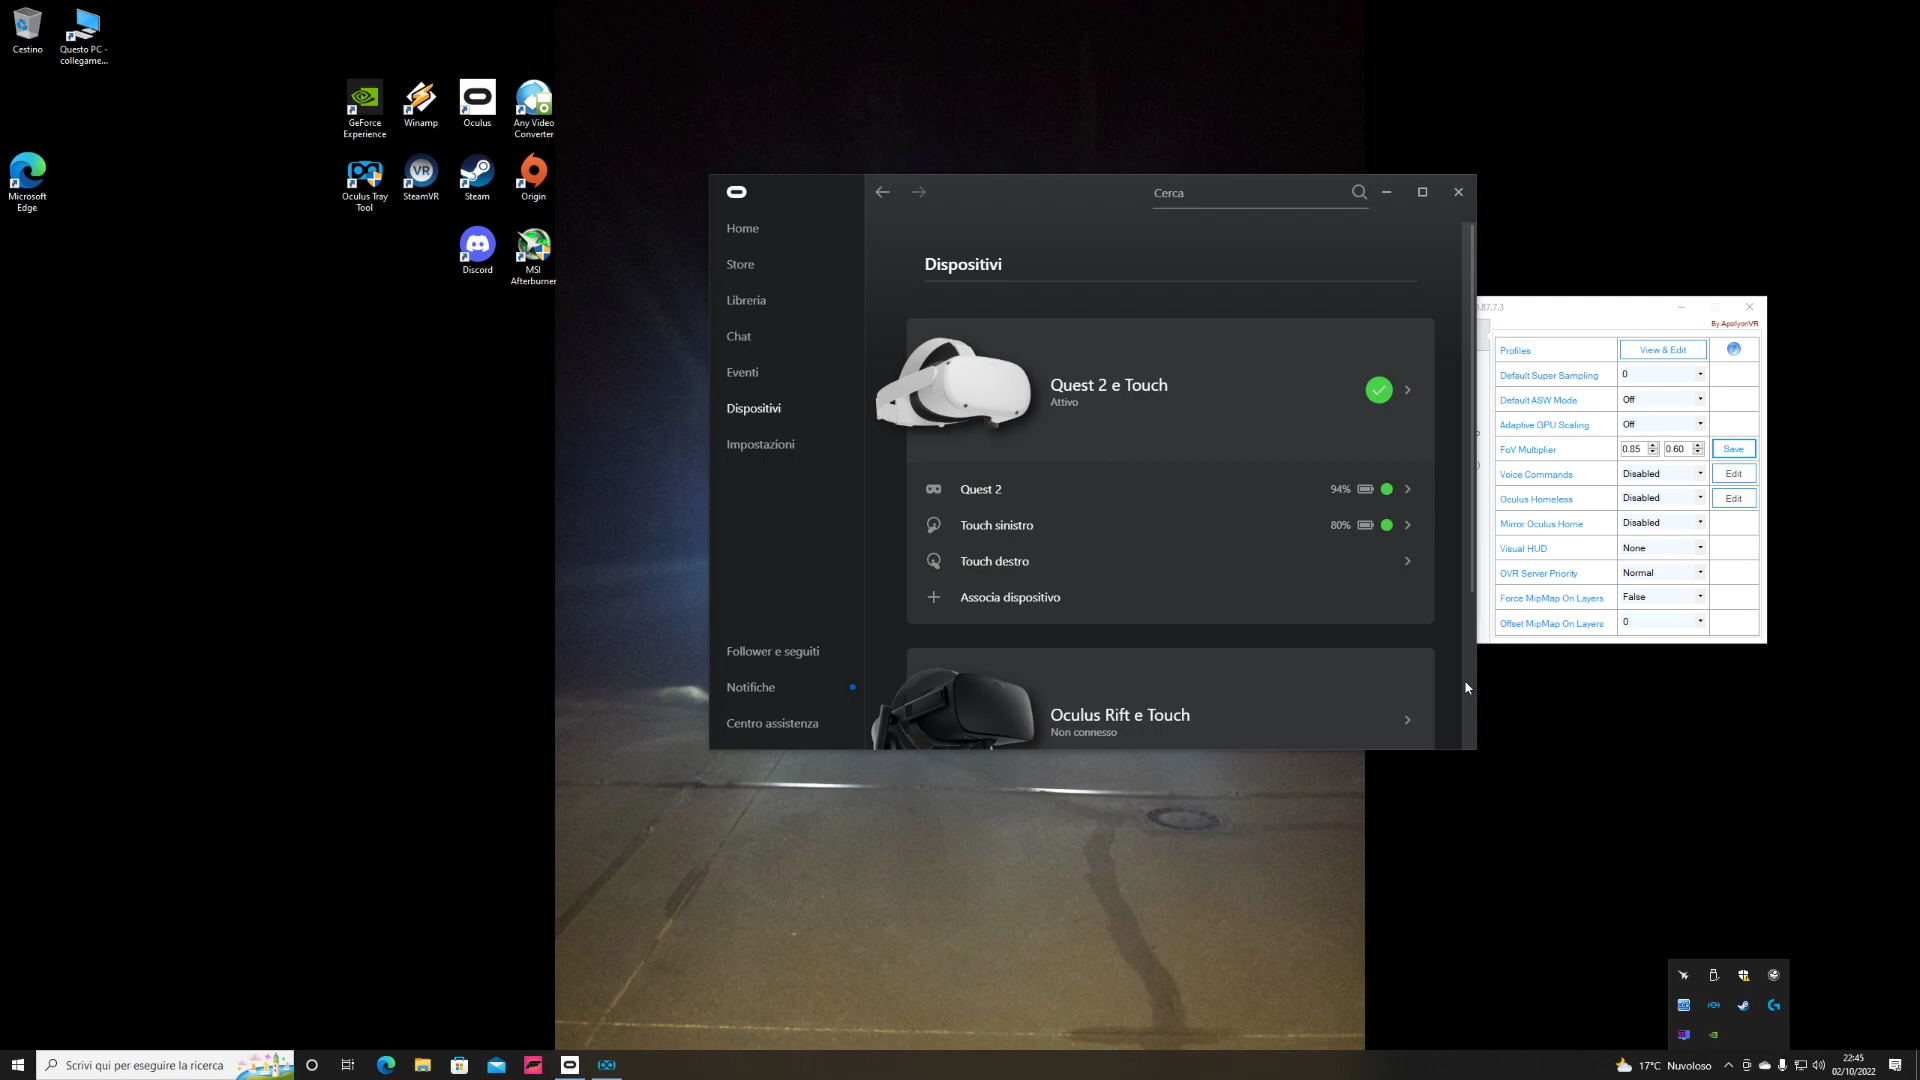 Cestino
Questo PC -
collegame...
GeForce
Experience
Winamp
Oculus
Any Video
Converter
Microsoft
Edge
Oculus Tray
Tool
VR
SteamVR
Steam
Origin
Discord
MSI
Afterburner
Cerca
Home
Store
Libreria
Chat
Eventi
Dispositivi
Impostazioni
Follower e seguiti
Notifiche
Centro assistenza
Dispositivi
Quest 2 e Touch
Attivo
Quest 2
94%
Touch sinistro
80%
Touch destro
Associa dispositivo
Oculus Rift e Touch
Non connesso
.87.7.3
By ApollyonVR
Profiles
View & Edit
Default Super Sampling
0
Default ASW Mode
Off
Adaptive GPU Scaling
Off
FoV Multiplier
0.85
0.60
Save
Voice Commands
Disabled
Edit
Oculus Homeless
Disabled
Edit
Mirror Oculus Home
Disabled
Visual HUD
None
OVR Server Priority
Normal
Force MipMap On Layers
False
Offset MipMap On Layers
0
Scrivi qui per eseguire la ricerca
17°C Nuvoloso
22:45
02/10/2022